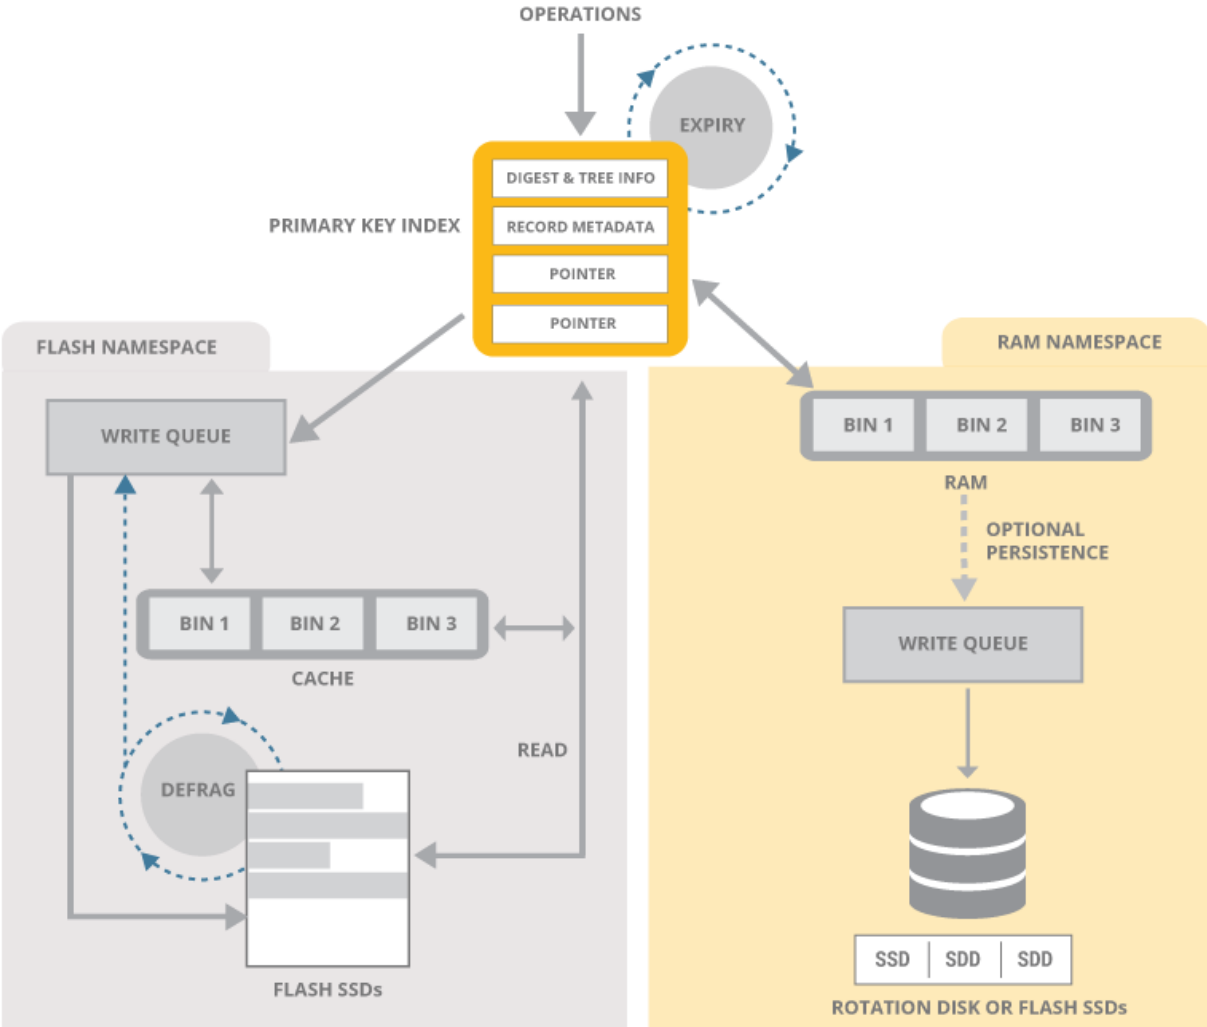 OPERATIONS
EXPIRY
DIGEST & TREE INFO
PRIMARY KEY INDEX
RECORD METADATA
POINTER
POINTER
FLASH NAMESPACE
WRITE QUEUE
BIN 1
BIN 2
BIN 3
CACHE
READ
DEFRAG
FLASH SSDs
RAM NAMESPACE
BIN 1
BIN 2
BIN 3
RAM
OPTIONAL
PERSISTENCE
WRITE QUEUE
SSD
SDD
SDD
ROTATION DISK OR FLASH SSDs